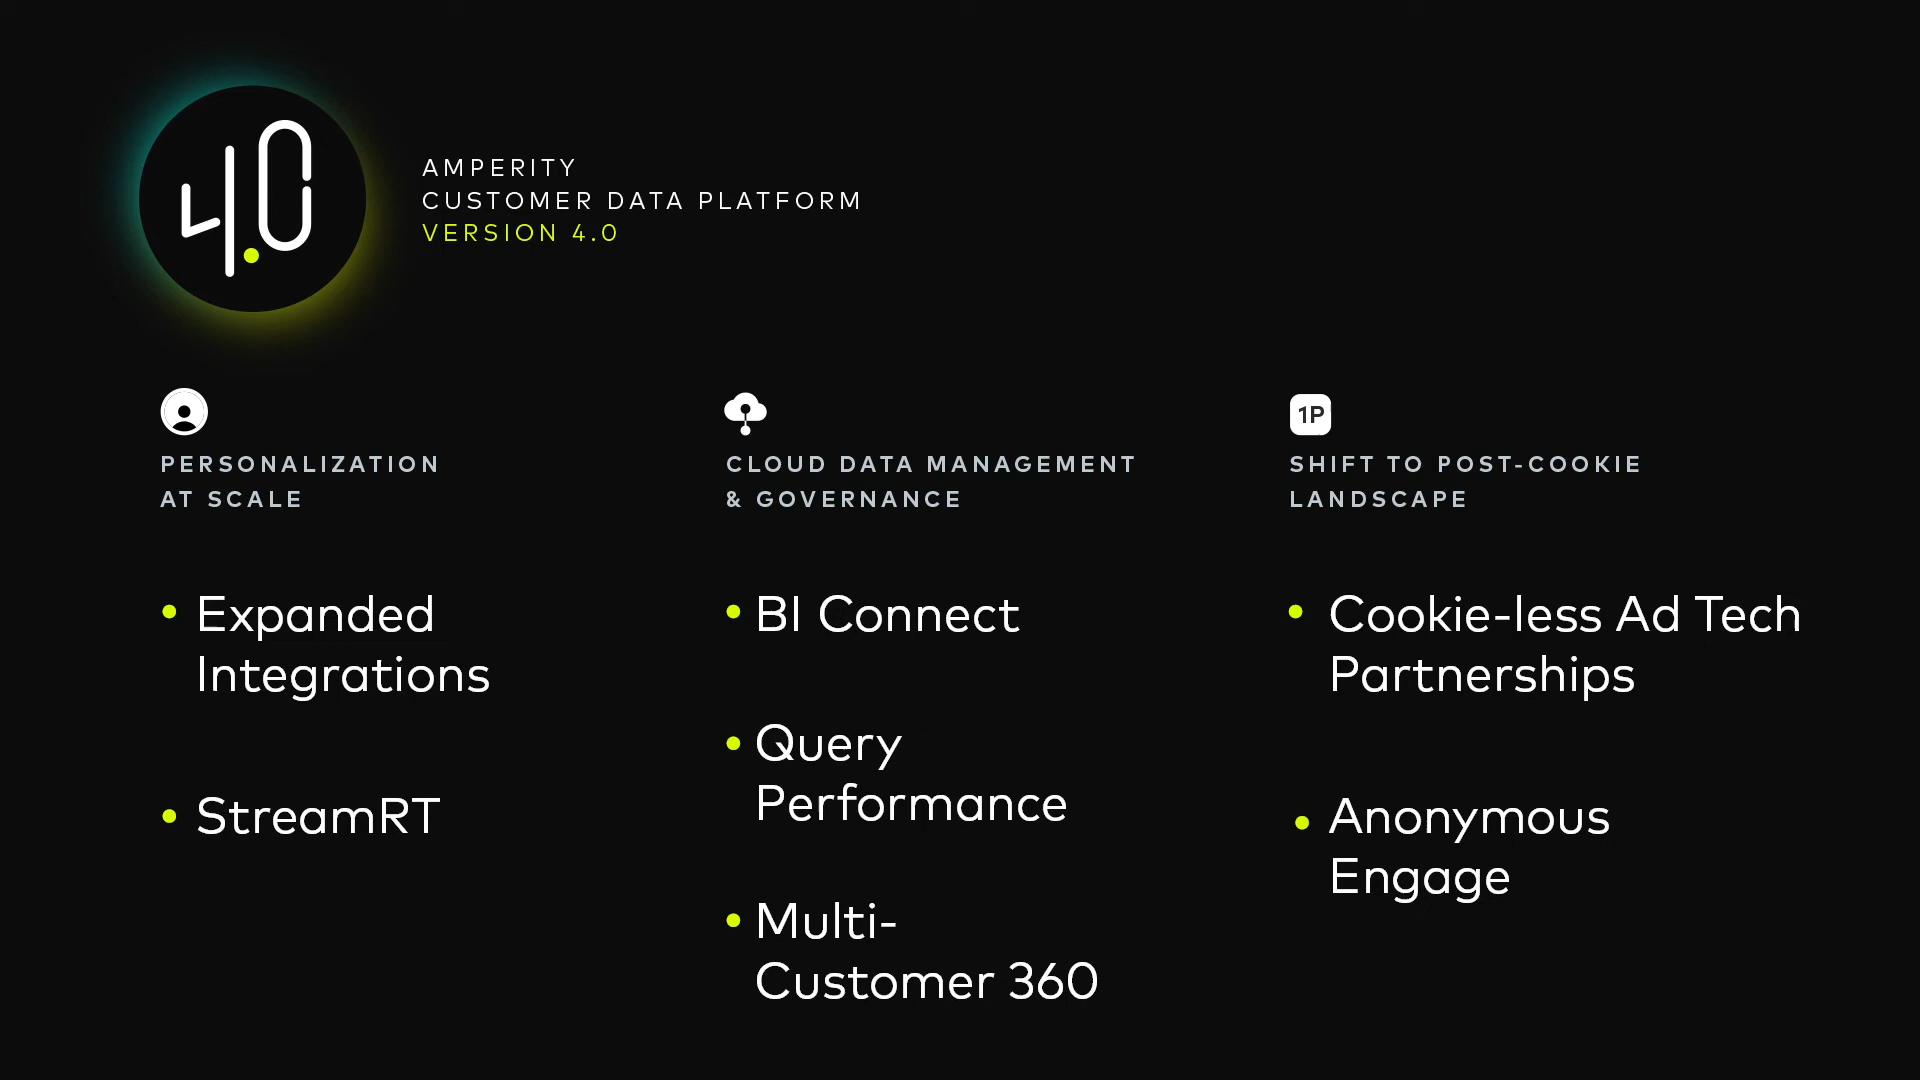 4.0
AMPERITY
CUSTOMER DATA PLATFORM
VERSION 4.0
PERSONALIZATION
AT SCALE
• Expanded
Integrations
• StreamRT
CLOUD DATA MANAGEMENT
& GOVERNANCE
• BI Connect
• Query
Performance
• Multi-
Customer 360
1P
SHIFT TO POST-COOKIE
LANDSCAPE
• Cookie-less Ad Tech
Partnerships
• Anonymous
Engage